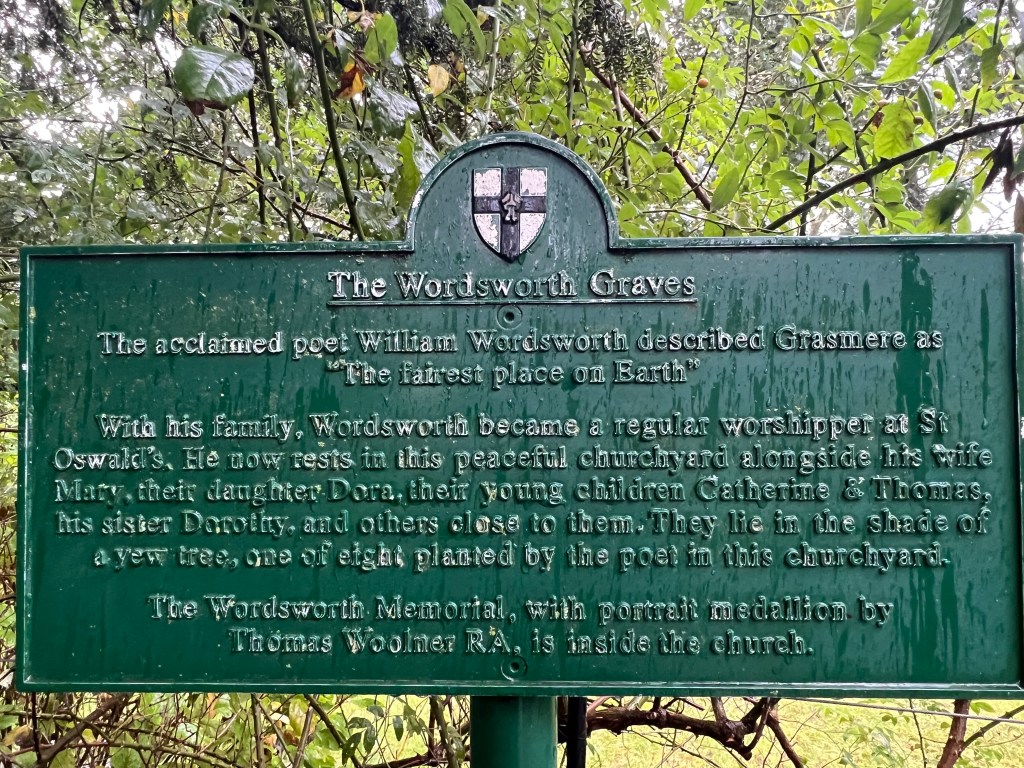 The Wordsworth Graves
The acclaimed poet William Wordsworth described Grasmere as
"The fairest place on Earth"
With his family, Wordsworth became a regular worshipper at St
Oswald's. He now rests in this peaceful churchyard alongside his wife
Mary, their daughter Dora, their young children Catherine & Thomas,
his sister Dorothy, and others close to them. They lie in the shade of
a yew tree, one of eight planted by the poet in this churchyard.
The Wordsworth Memorial, with portrait medallion by
Thomas Woolner RA, is inside the church.